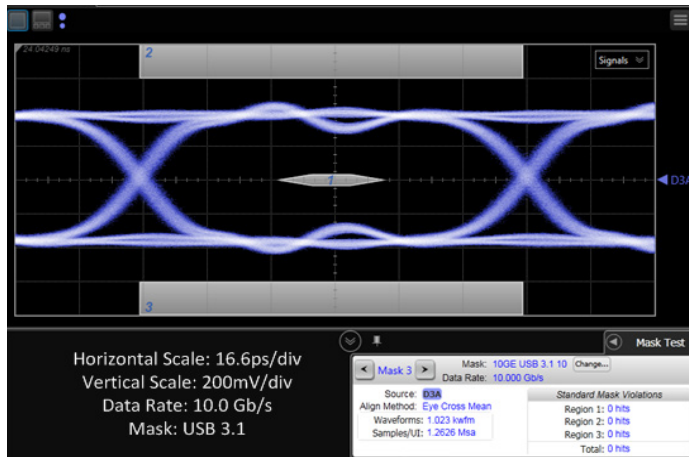 24.04249 ns
2
Signals
1
D3A
3
Mask Test
Horizontal Scale: 16.6ps/div
Vertical Scale: 200mV/div
Data Rate: 10.0 Gb/s
Mask: USB 3.1
Mask 3
Mask: 10GE USB 3.1 10 Change...
Data Rate: 10.000 Gb/s
Source: D3A
Align Method: Eye Cross Mean
Waveforms: 1.023 kwfm
Samples/UI: 1.2626 Msa
Standard Mask Violations
Region 1: 0 hits
Region 2: 0 hits
Region 3: 0 hits
Total: 0 hits